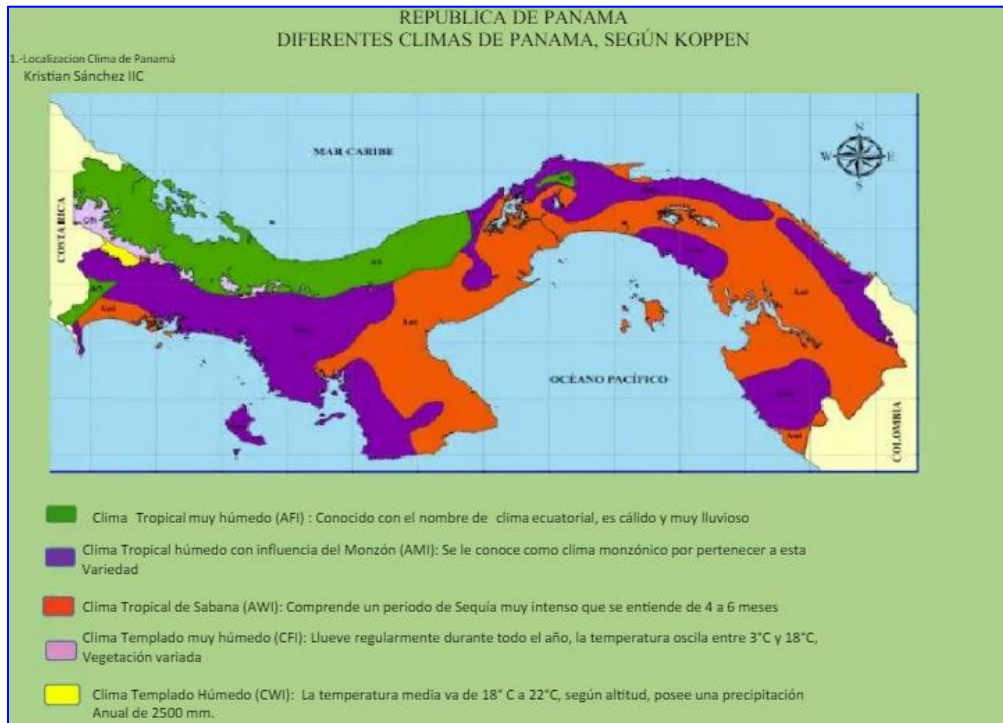 REPUBLICA DE PANAMA
DIFERENTES CLIMAS DE PANAMA, SEGÚN KOPPEN
1.-Localizacion Clima de Panamá
Kristian Sánchez IIC
MAR CARIBE
N
W E
S
COSTA RICA
Cfi
Afi
Awi
Awi
Awi
OCÉANO PACÍFICO
Awi
COLOMBIA
Clima Tropical muy húmedo (AFI) : Conocido con el nombre de clima ecuatorial, es cálido y muy lluvioso
Clima Tropical húmedo con influencia del Monzón (AMI): Se le conoce como clima monzónico por pertenecer a esta
Variedad
Clima Tropical de Sabana (AWI): Comprende un periodo de Sequía muy intenso que se entiende de 4 a 6 meses
Clima Templado muy húmedo (CFI): Llueve regularmente durante todo el año, la temperatura oscila entre 3°C y 18°C,
Vegetación variada
Clima Templado Húmedo (CWI): La temperatura media va de 18° C a 22°C, según altitud, posee una precipitación
Anual de 2500 mm.